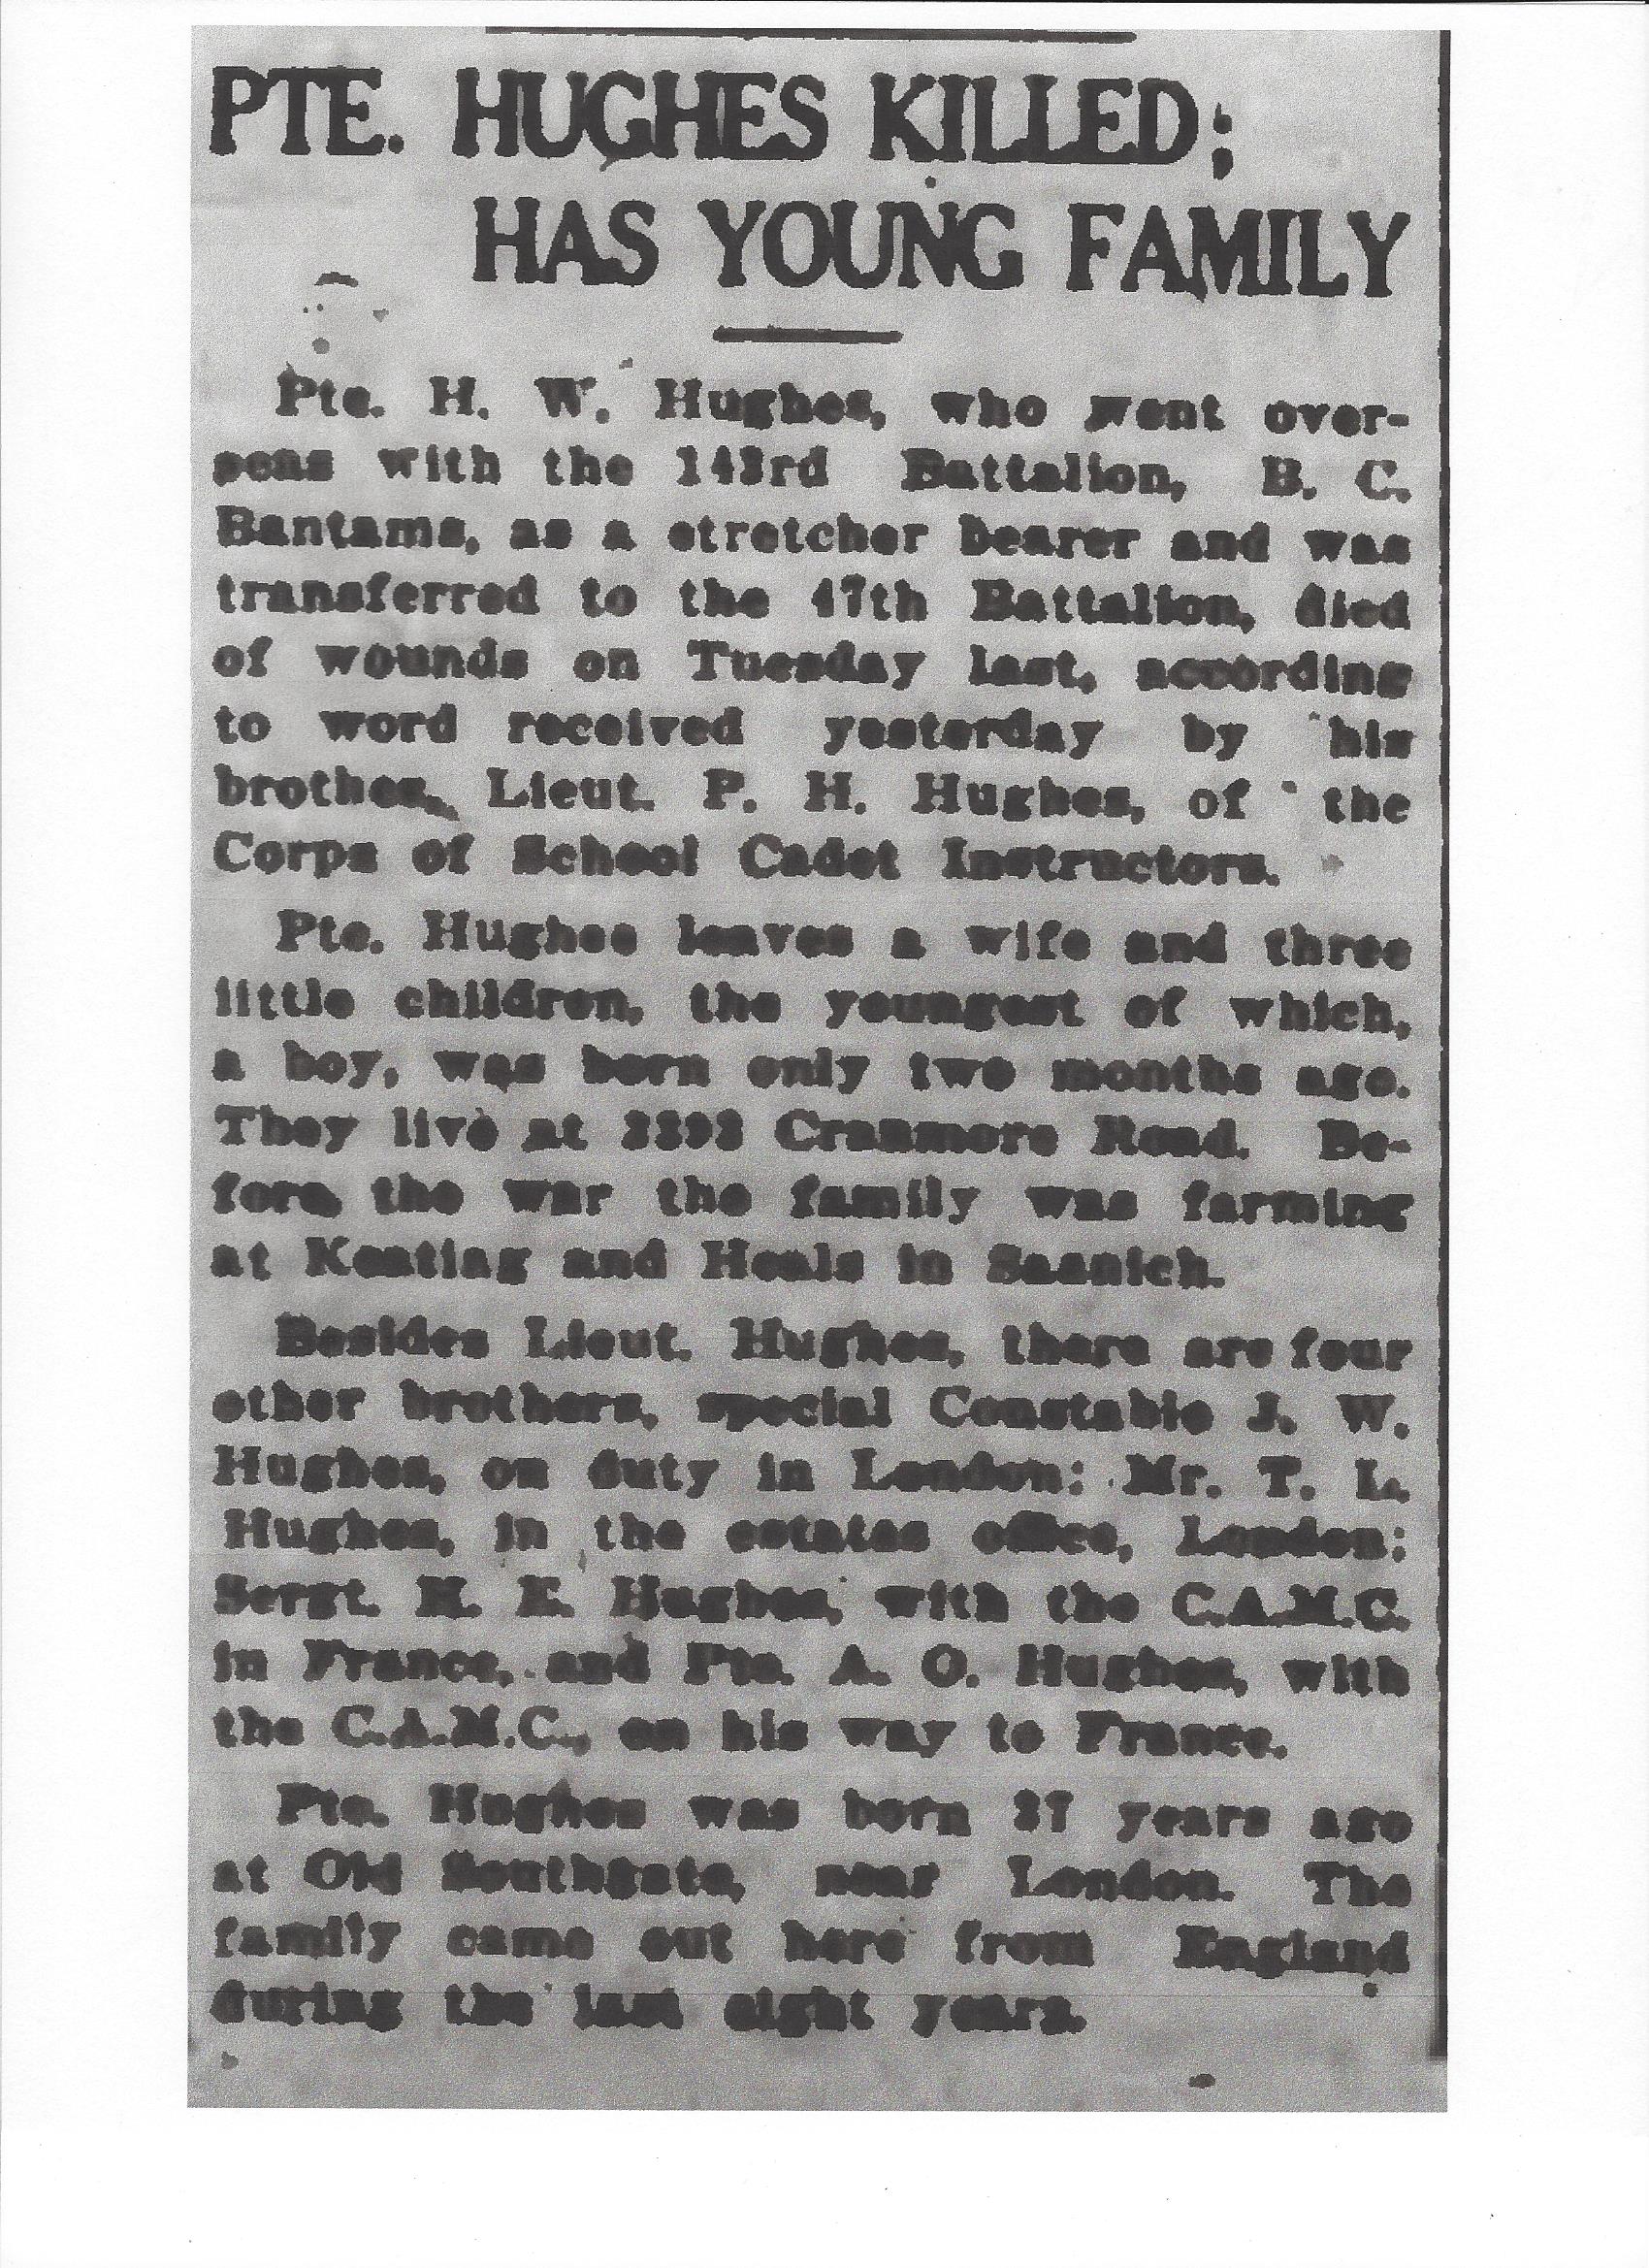 PTE. HUGHES KILLED;
HAS YOUNG FAMILY
Pte. H. W. Hughes, who went over-
seas with the 143rd Battalion, B. C.
Bantams, as a stretcher bearer and was
transferred to the 47th Battalion, died
of wounds on Tuesday last, according
to word received yesterday by his
brother, Lieut. P. H. Hughes, of the
Corps of School Cadet Instructors.
Pte. Hughes leaves a wife and three
little children, the youngest of which,
a boy, was born only two months ago.
They live at Cranmore Road. Be-
fore the war the family was farming
at Keating and Heals in Saanich.
Besides Lieut. Hughes, there are four
other brothers, special Constable J. W.
Hughes, on duty in London; Mr. T. L.
Hughes, in the estates office, London;
Sergt. H. E. Hughes, with the C.A.M.C.
in France, and Pte. A. O. Hughes, with
the C.A.M.C., on his way to France.
Pte. Hughes was born 37 years ago
at Old Southgate, near London. The
family came out here from England
during the last eight years.